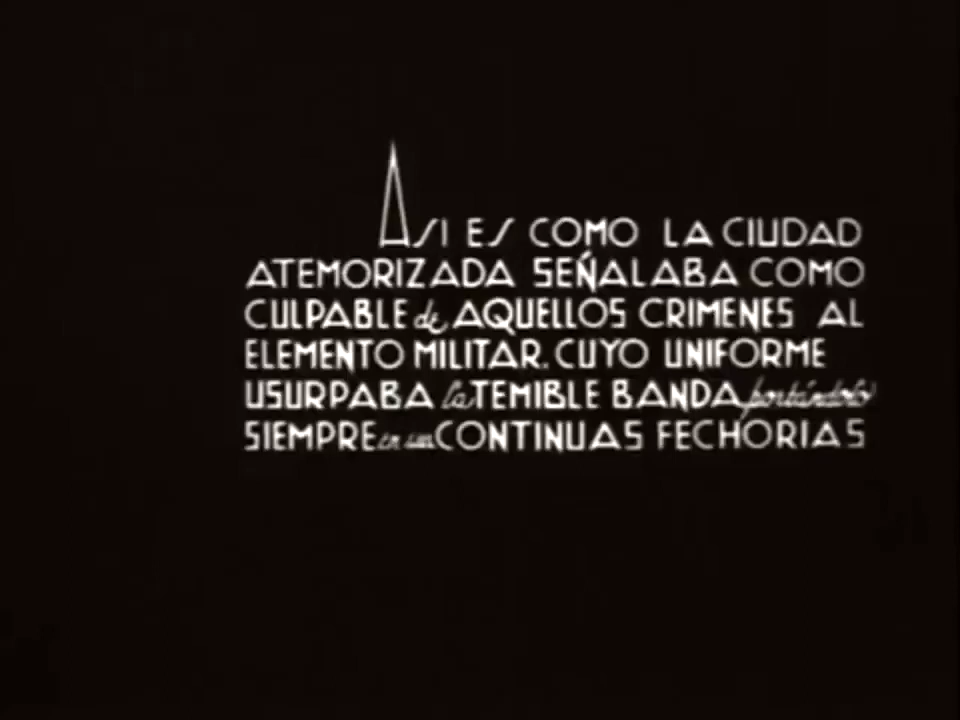 ASI ES COMO LA CIUDAD
ATEMORIZADA SEÑALABA COMO
CULPABLE de AQUELLOS CRIMENES AL
ELEMENTO MILITAR. CUYO UNIFORME
USURPABA la TEMIBLE BANDA portándolo
SIEMPRE en sus CONTINUAS FECHORIAS